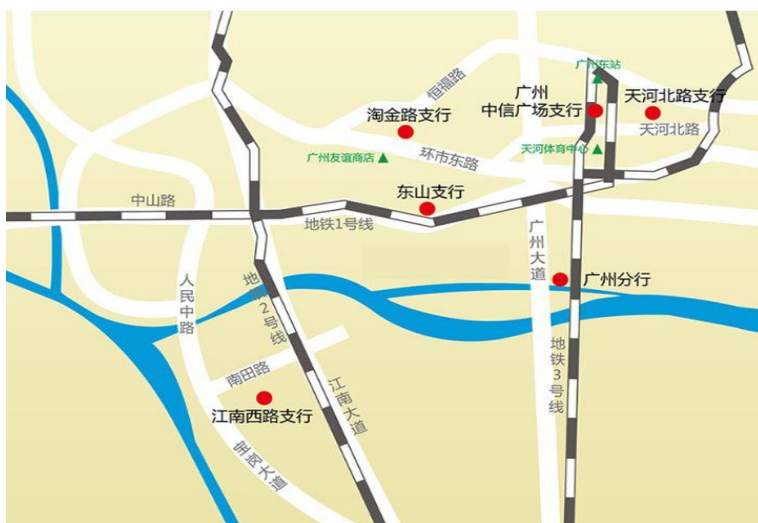 广州东站
恒福路
广州
中信广场支行
天河北路支行
淘金路支行
天河北路
环市东路
天河体育中心
广州友谊商店
中山路
东山支行
地铁1号线
广州大道
人民中路
地铁2号线
广州分行
地铁3号线
南田路
江南大道
江南西路支行
金岗大道